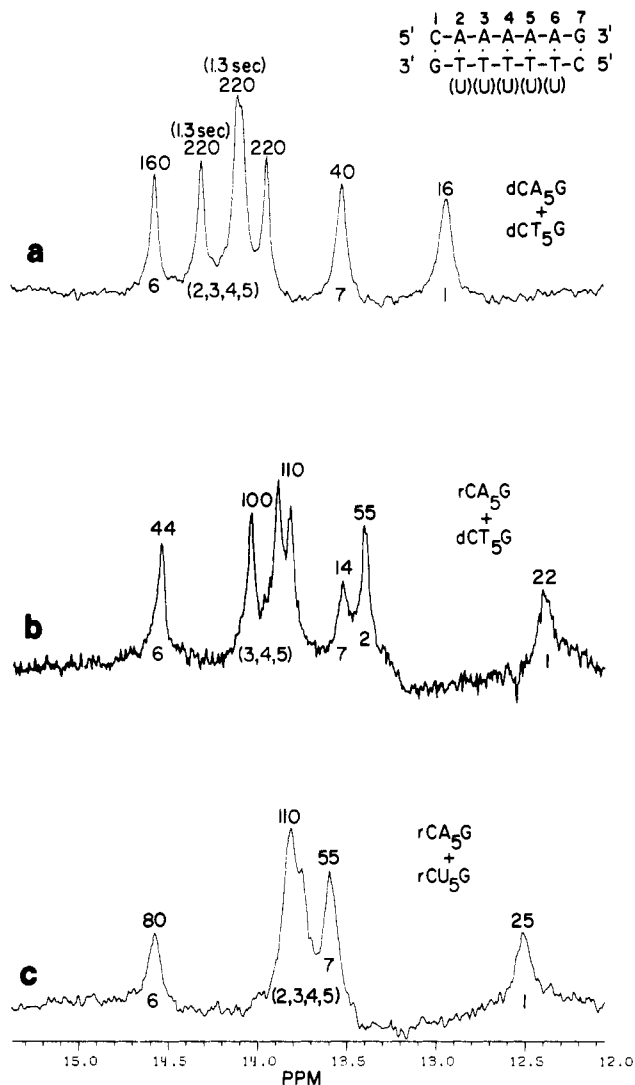 1 2 3 4 5 6 7
5' C-A-A-A-A-A-G 3'
3' G-T-T-T-T-T-C 5'
(U)(U)(U)(U)(U)
(1.3 sec)
220
(1.3 sec)
160 220 220 40 16
dCA5G
+
dCT5G
a
6 (2,3,4,5) 7 1
110
44 100 14 55 22
rCA5G
+
dCT5G
b
6 (3,4,5) 7 2 1
110
80 55 25
rCA5G
+
rCU5G
c
6 (2,3,4,5) 7 1
15.0 14.5 14.0 13.5 13.0 12.5 12.0
PPM